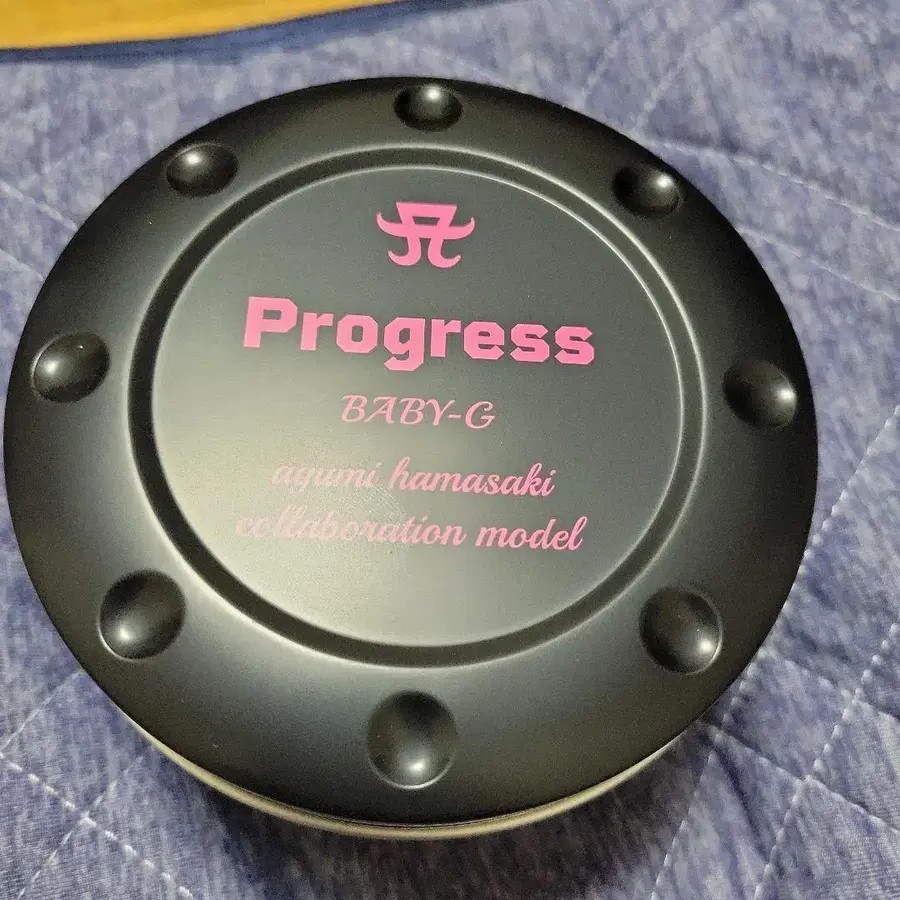 Progress
BABY-G
ayumi hamasaki
collaboration model